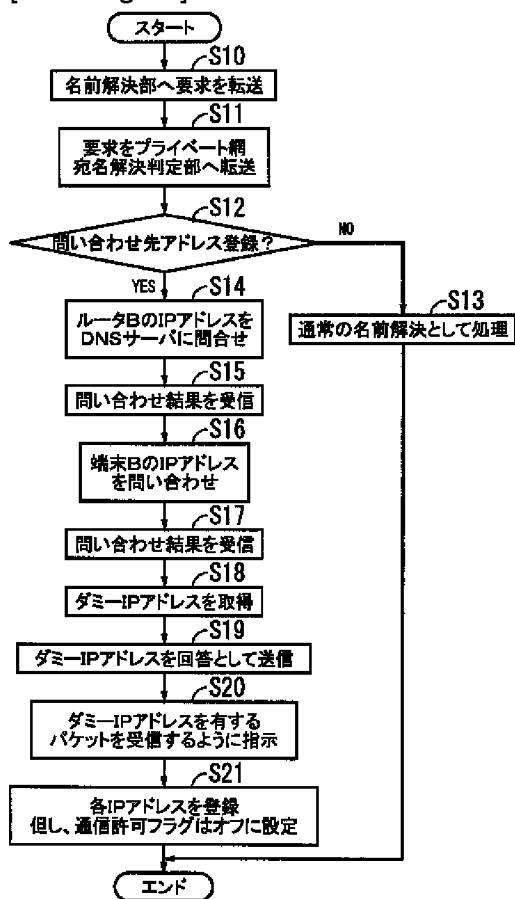 スタート
S10
名前解決部へ要求を転送
S11
要求をプライベート網
宛名解決判定部へ転送
S12
問い合わせ先アドレス登録？
NO
YES
S13
通常の名前解決として処理
S14
ルータBのIPアドレスを
DNSサーバに問合せ
S15
問い合わせ結果を受信
S16
端末BのIPアドレス
を問い合わせ
S17
問い合わせ結果を受信
S18
ダミーIPアドレスを取得
S19
ダミーIPアドレスを回答として送信
S20
ダミーIPアドレスを有する
パケットを受信するように指示
S21
各IPアドレスを登録
但し、通信許可フラグはオフに設定
エンド